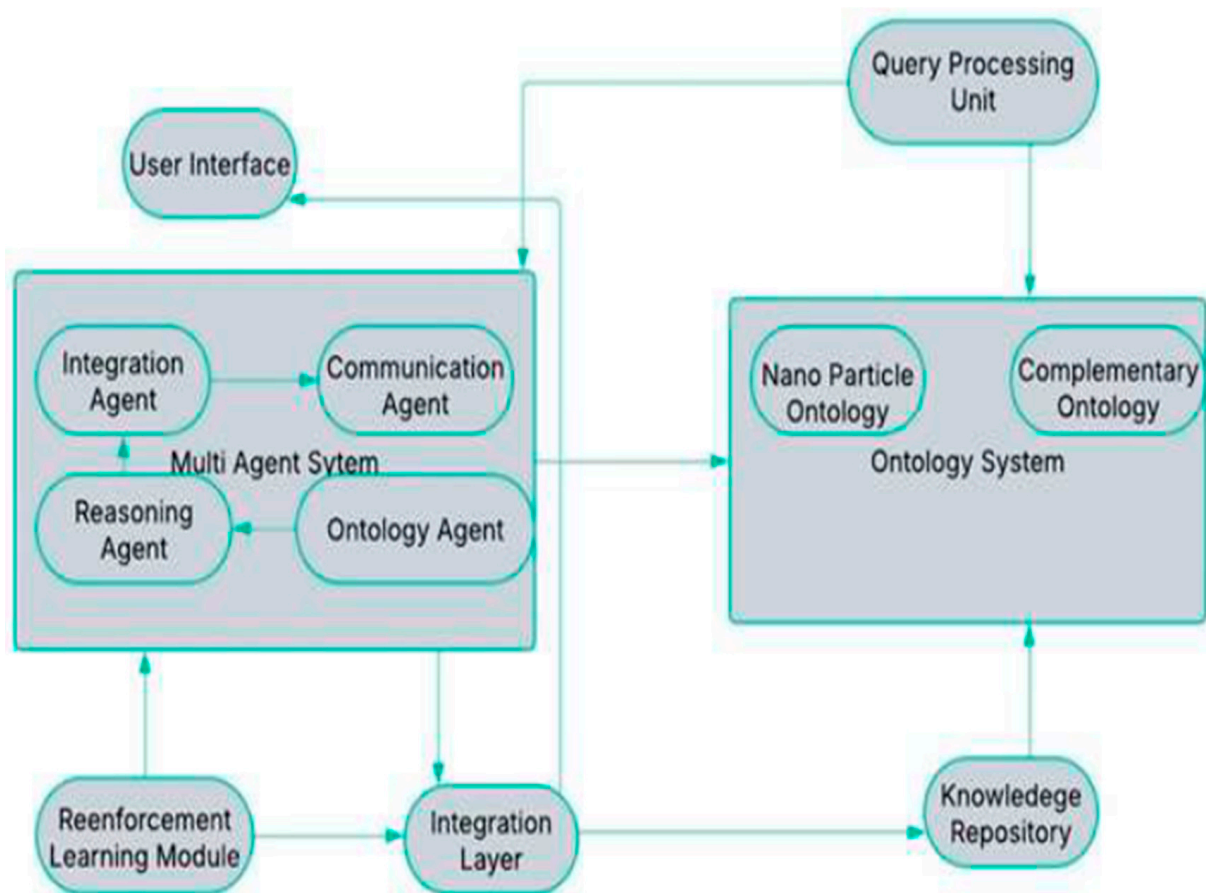 Query Processing
Unit
User Interface
Integration
Agent
Communication
Agent
Multi Agent Sytem
Reasoning
Agent
Ontology Agent
Nano Particle
Ontology
Complementary
Ontology
Ontology System
Reenforcement
Learning Module
Integration
Layer
Knowledege
Repository